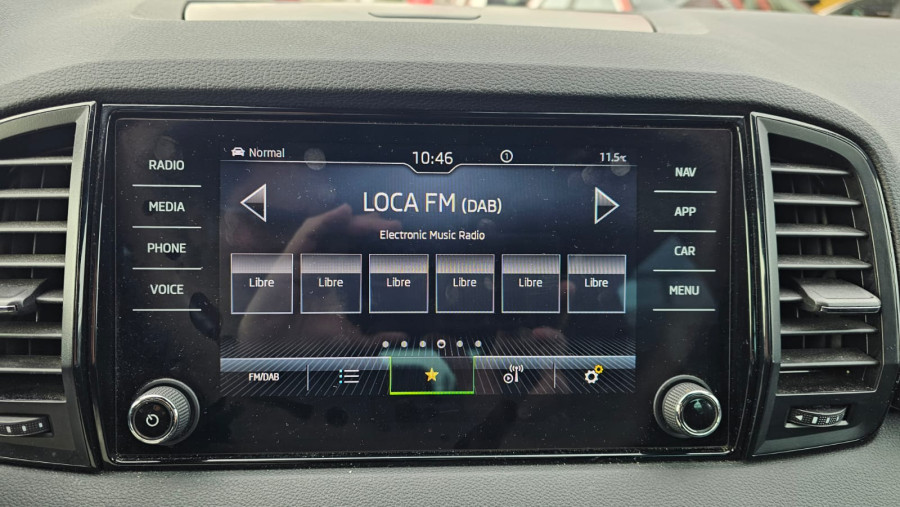 Normal
10:46
1
11.5°C
RADIO
MEDIA
PHONE
VOICE
LOCA FM (DAB)
Electronic Music Radio
Libre Libre Libre Libre Libre Libre
FM/DAB
NAV
APP
CAR
MENU